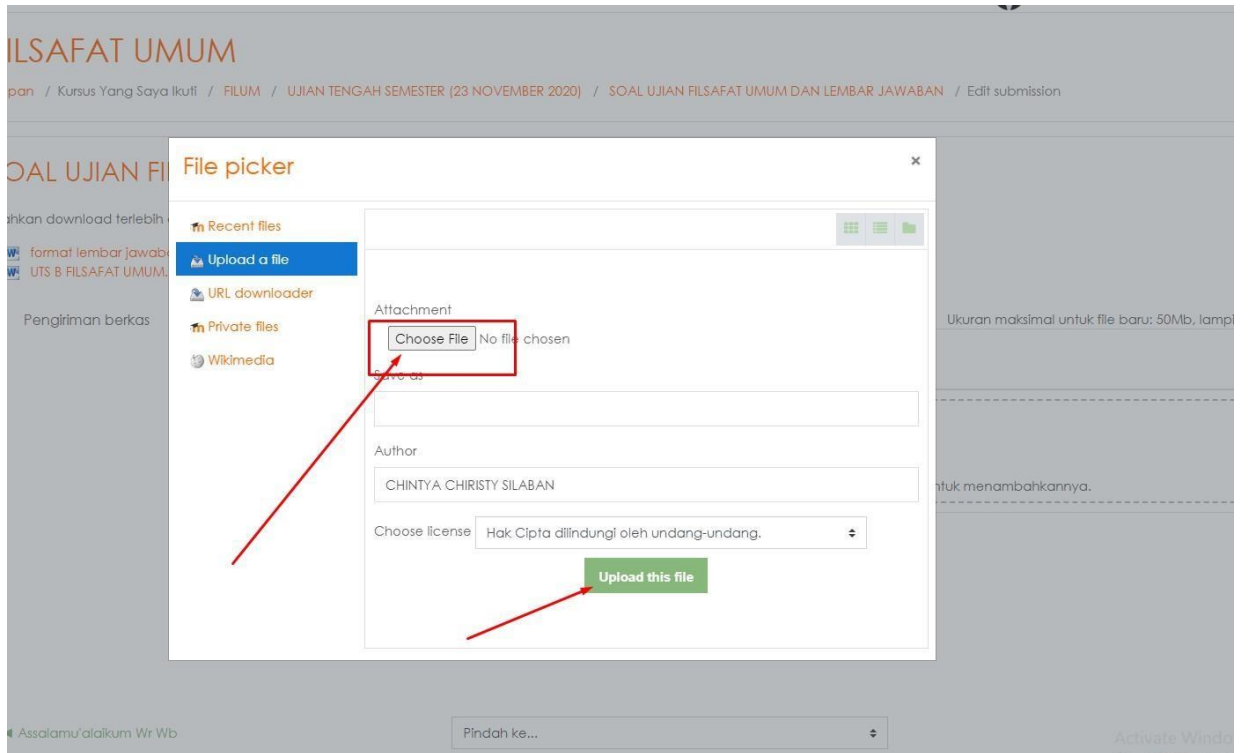 ILSAFAT UMUM
pan / Kursus Yang Saya Ikuti / FILUM / UJIAN TENGAH SEMESTER (23 NOVEMBER 2020) / SOAL UJIAN FILSAFAT UMUM DAN LEMBAR JAWABAN / Edit submission
OAL UJIAN FI
ahkan download terlebih
format lembar jawab
UTS B FILSAFAT UMUM.
Pengiriman berkas
File picker
×
Recent files
Upload a file
URL downloader
Private files
Wikimedia
Attachment
Choose File No file chosen
Save as
Author
CHINTYA CHIRISTY SILABAN
Choose license Hak Cipta dilindungi oleh undang-undang.
Upload this file
Ukuran maksimal untuk file baru: 50Mb, lampi
ntuk menambahkannya.
◄ Assalamu'alaikum Wr Wb
Pindah ke...
Activate Windo